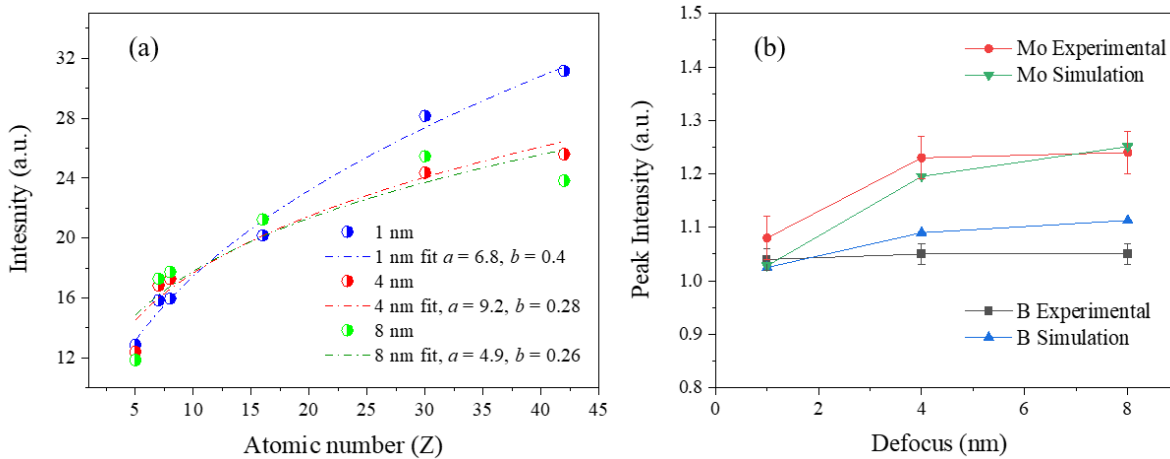 (a)
Intesnity (a.u.)
32
28
24
20
16
12
1 nm
1 nm fit a = 6.8, b = 0.4
4 nm
4 nm fit, a = 9.2, b = 0.28
8 nm
8 nm fit, a = 4.9, b = 0.26
5 10 15 20 25 30 35 40 45
Atomic number (Z)
(b)
Peak Intensity (a.u.)
1.5
1.4
1.3
1.2
1.1
1.0
0.9
0.8
Mo Experimental
Mo Simulation
B Experimental
B Simulation
0 2 4 6 8
Defocus (nm)